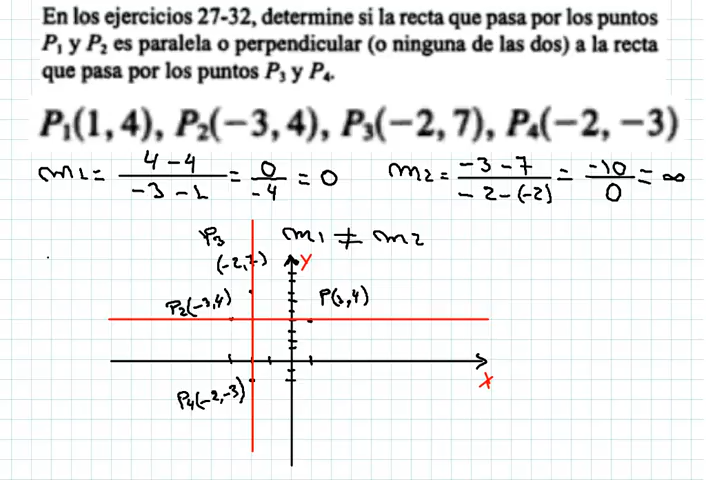 En los ejercicios 27-32, determine si la recta que pasa por los puntos
P₁ y P₂ es paralela o perpendicular (o ninguna de las dos) a la recta
que pasa por los puntos P₃ y P₄.
P₁(1, 4), P₂(−3, 4), P₃(−2, 7), P₄(−2, −3)
m1 = (4 - 4)/(-3 - 1) = 0/-4 = 0 m2 = (-3 - 7)/(-2 - (-2)) = -10/0 = ∞
P3 m1 ≠ m2
(-2,7) Y
P2(-3,4) P(1,4)
X
P4(-2,-3)